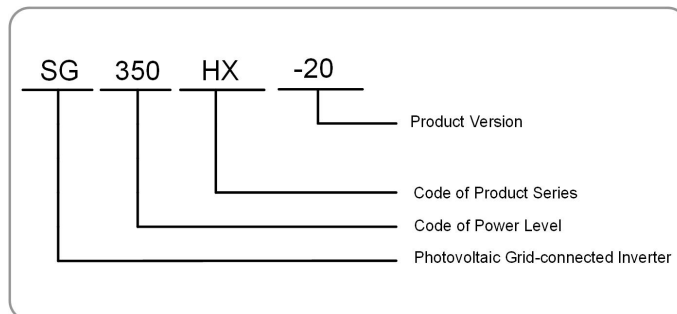 SG 350 HX -20
Product Version
Code of Product Series
Code of Power Level
Photovoltaic Grid-connected Inverter